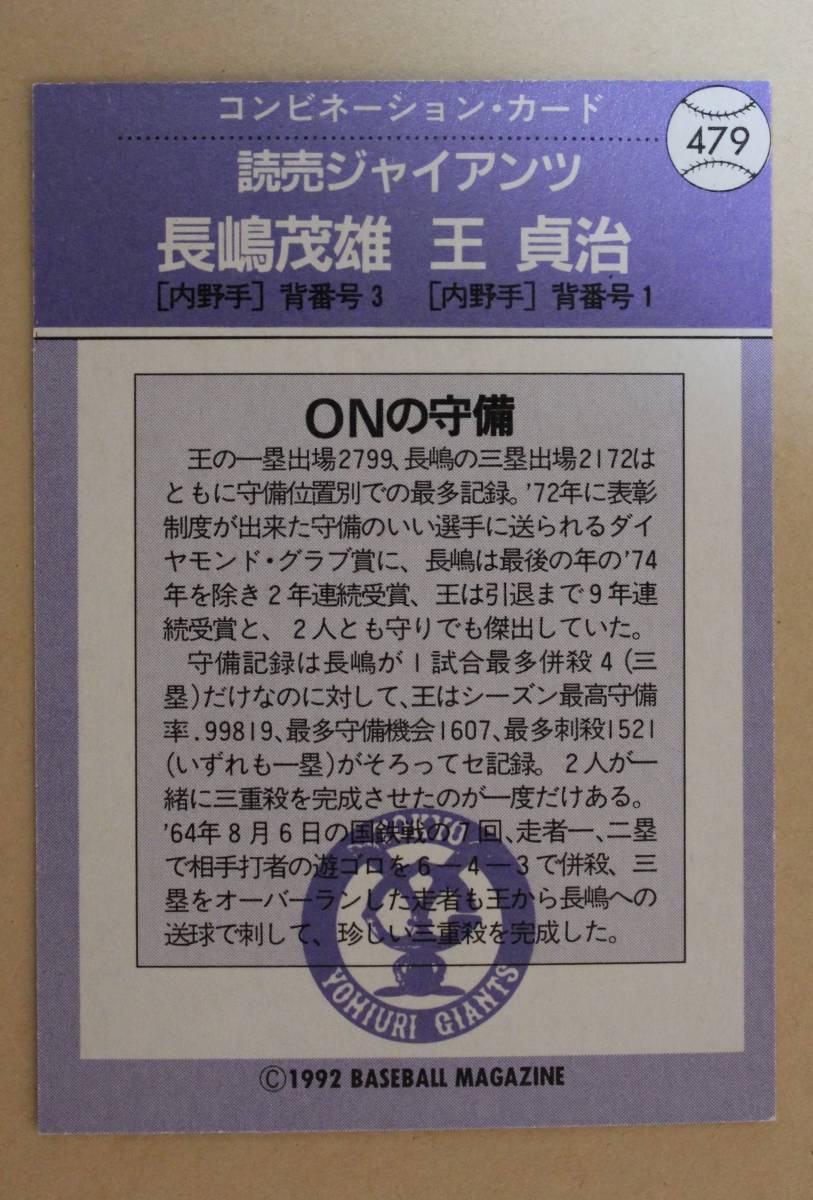 コンビネーション・カード
479
読売ジャイアンツ
長嶋茂雄 王 貞治
[内野手] 背番号3 [内野手] 背番号1
ONの守備
王の一塁出場2799、長嶋の三塁出場2172は
ともに守備位置別での最多記録。'72年に表彰
制度が出来た守備のいい選手に送られるダイ
ヤモンド・グラブ賞に、長嶋は最後の年の'74
年を除き2年連続受賞、王は引退まで9年連
続受賞と、2人とも守りでも傑出していた。
守備記録は長嶋が1試合最多併殺4(三
塁)だけなのに対して、王はシーズン最高守備
率.99819、最多守備機会1607、最多刺殺1521
(いずれも一塁)がそろってセ記録。2人が一
緒に三重殺を完成させたのが一度だけある。
'64年8月6日の国鉄戦の7回、走者一、二塁
で相手打者の遊ゴロを6―4―3で併殺、三
塁をオーバーランした走者も王から長嶋への
送球で刺して、珍しい三重殺を完成した。
TOKYO
YOMIURI GIANTS
©1992 BASEBALL MAGAZINE